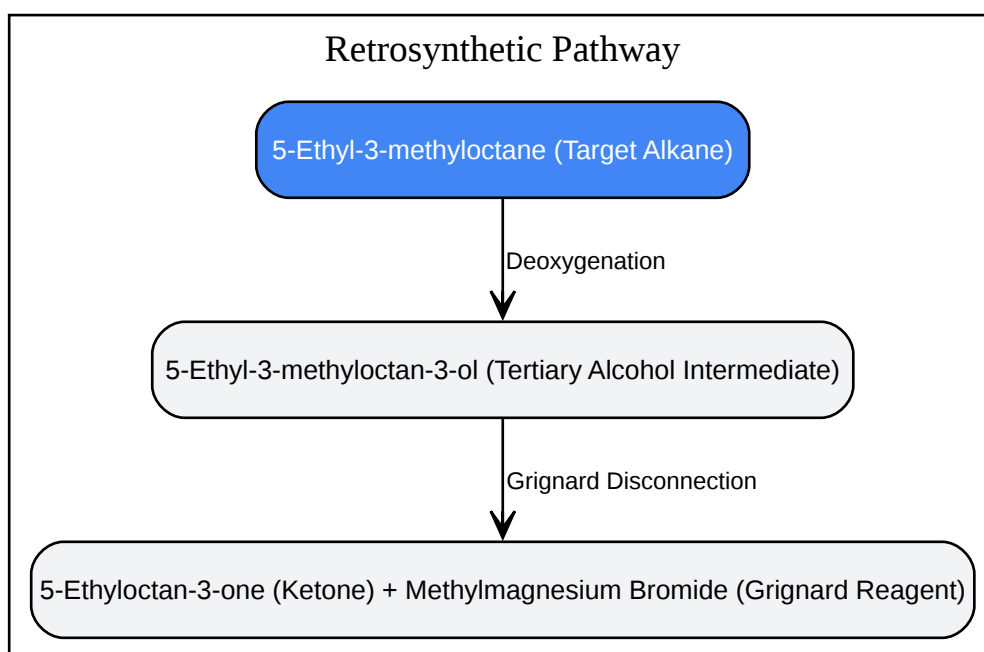 Retrosynthetic Pathway
5-Ethyl-3-methyloctane (Target Alkane)
Deoxygenation
5-Ethyl-3-methyloctan-3-ol (Tertiary Alcohol Intermediate)
Grignard Disconnection
5-Ethyloctan-3-one (Ketone) + Methylmagnesium Bromide (Grignard Reagent)